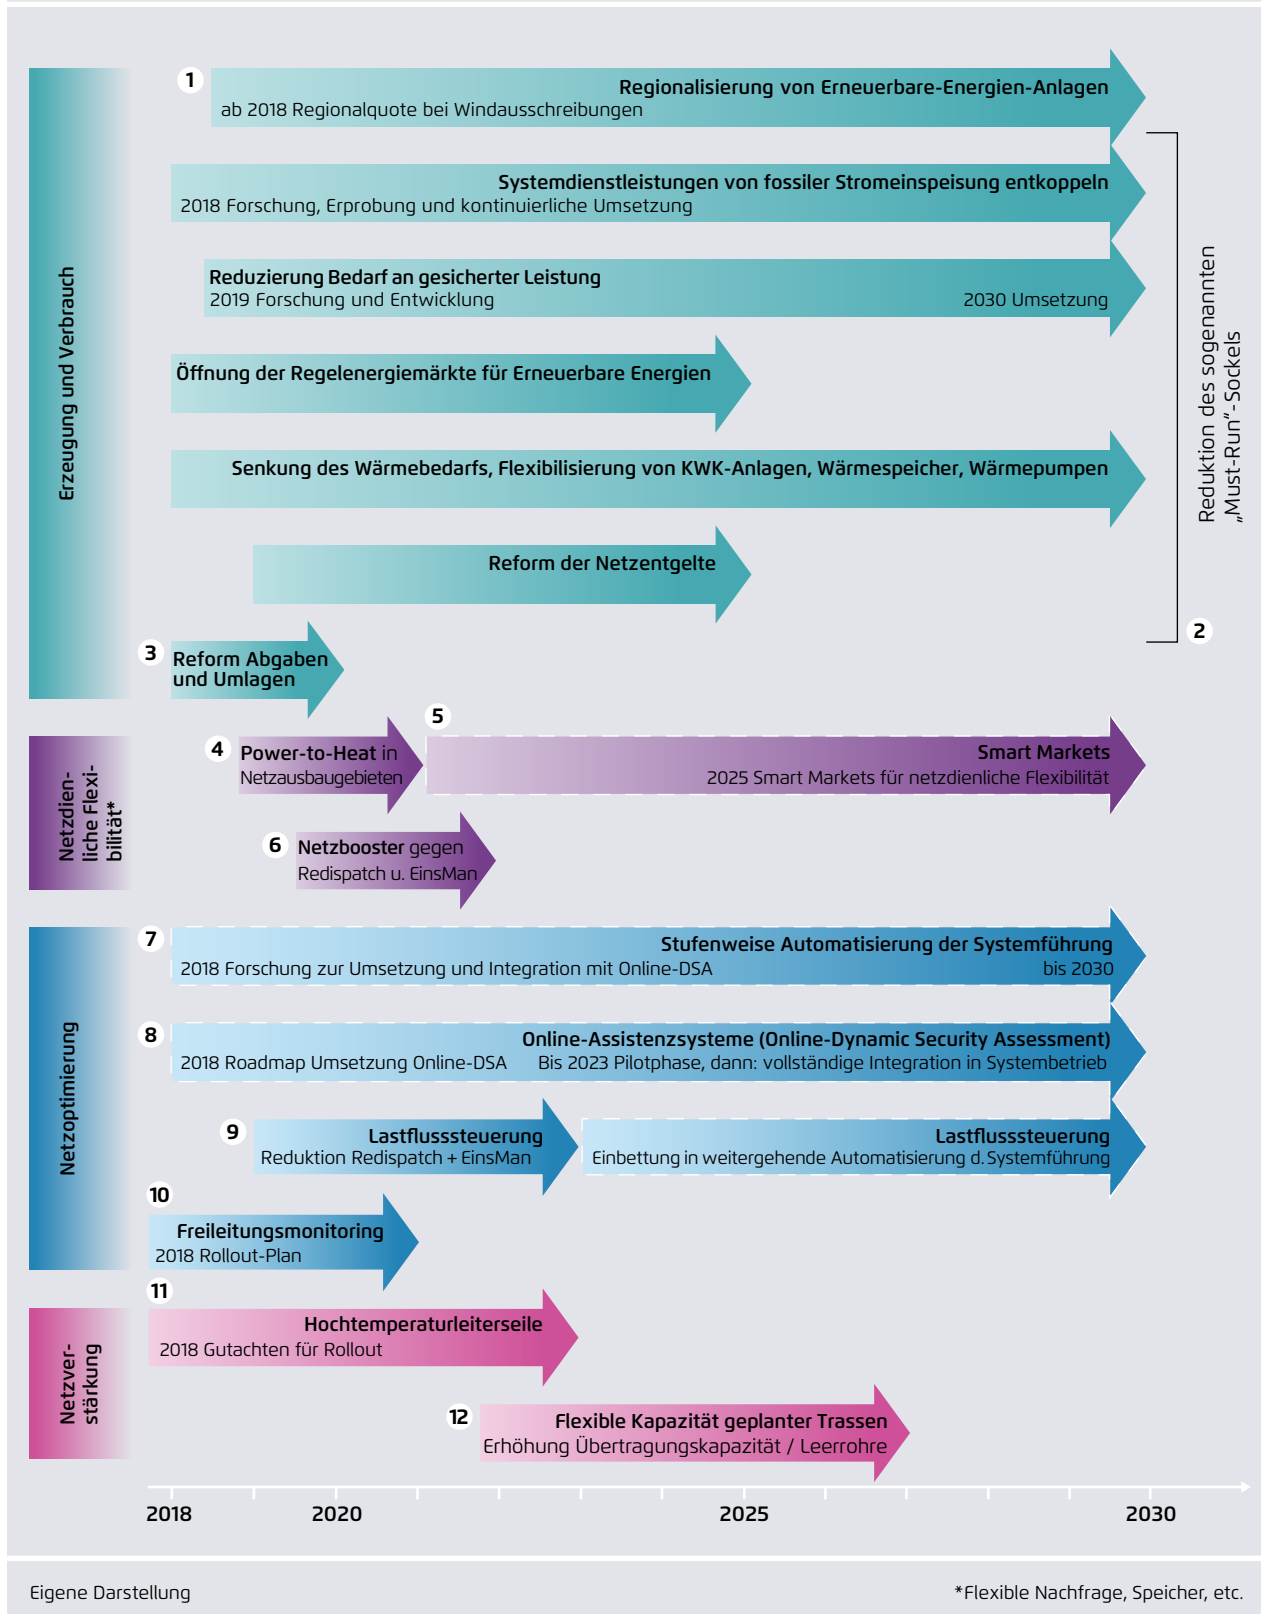 Erzeugung und Verbrauch
1
Regionalisierung von Erneuerbare-Energien-Anlagen
ab 2018 Regionalquote bei Windausschreibungen
Systemdienstleistungen von fossiler Stromeinspeisung entkoppeln
2018 Forschung, Erprobung und kontinuierliche Umsetzung
Reduzierung Bedarf an gesicherter Leistung
2019 Forschung und Entwicklung
2030 Umsetzung
Öffnung der Regelenergiemärkte für Erneuerbare Energien
Senkung des Wärmebedarfs, Flexibilisierung von KWK-Anlagen, Wärmespeicher, Wärmepumpen
Reform der Netzentgelte
Reduktion des sogenannten
„Must-Run“-Sockels
2
3
Reform Abgaben
und Umlagen
Netzdien-
liche Flexi-
bilität*
4
Power-to-Heat in
Netzausbaugebieten
5
Smart Markets
2025 Smart Markets für netzdienliche Flexibilität
6
Netzbooster gegen
Redispatch u. EinsMan
Netzoptimierung
7
Stufenweise Automatisierung der Systemführung
2018 Forschung zur Umsetzung und Integration mit Online-DSA
bis 2030
8
Online-Assistenzsysteme (Online-Dynamic Security Assessment)
2018 Roadmap Umsetzung Online-DSA
Bis 2023 Pilotphase, dann: vollständige Integration in Systembetrieb
9
Lastflusssteuerung
Reduktion Redispatch + EinsMan
Lastflusssteuerung
Einbettung in weitergehende Automatisierung d. Systemführung
10
Freileitungsmonitoring
2018 Rollout-Plan
Netzver-
stärkung
11
Hochtemperaturleiterseile
2018 Gutachten für Rollout
12
Flexible Kapazität geplanter Trassen
Erhöhung Übertragungskapazität / Leerrohre
2018
2020
2025
2030
Eigene Darstellung
*Flexible Nachfrage, Speicher, etc.